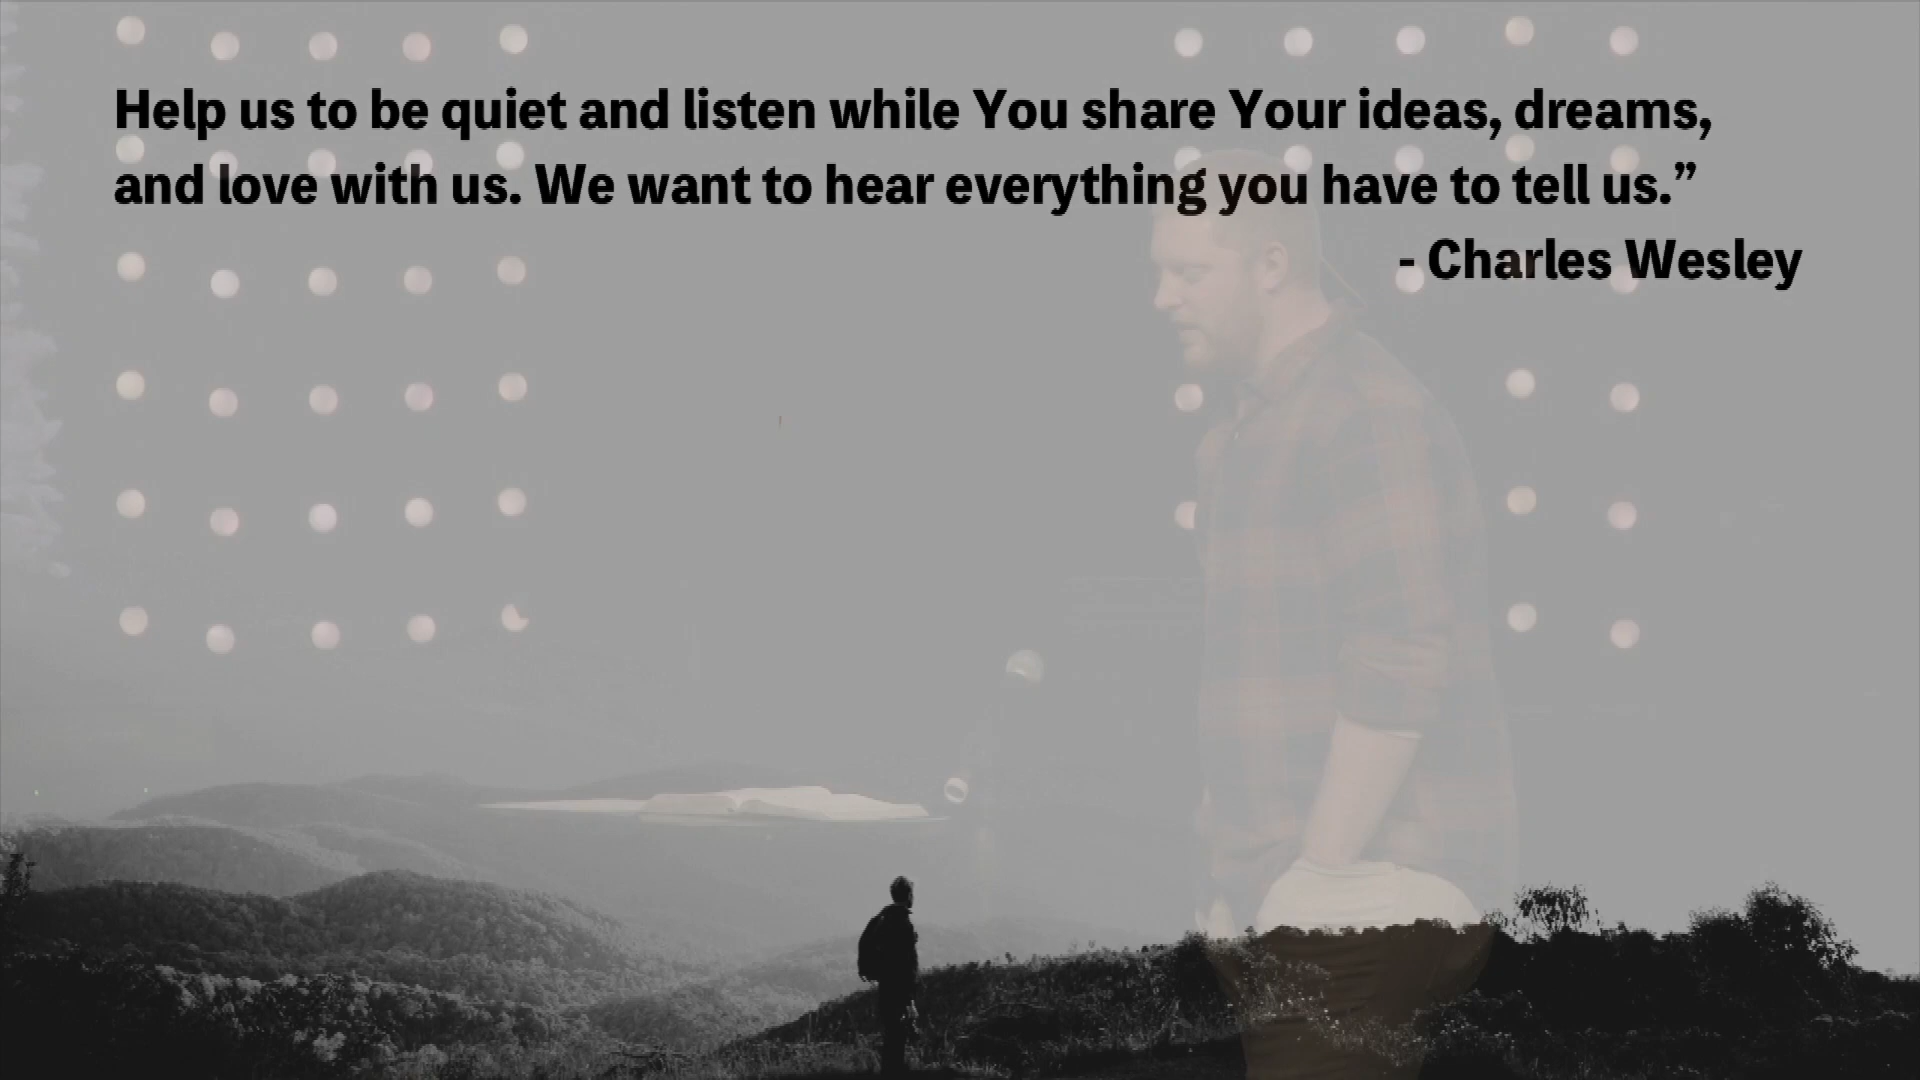 Help us to be quiet and listen while You share Your ideas, dreams,
and love with us. We want to hear everything you have to tell us.”
- Charles Wesley